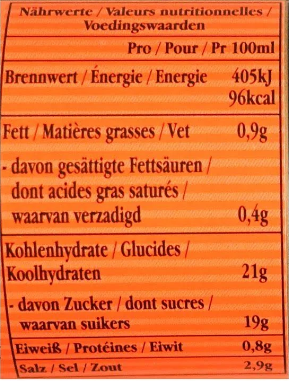 Nährwerte / Valeurs nutritionnelles /
Voedingswaarden
Pro / Pour / Pr 100ml
Brennwert / Énergie / Energie 405kJ
96kcal
Fett / Matières grasses / Vet 0,9g
- davon gesättigte Fettsäuren /
dont acides gras saturés /
waarvan verzadigd 0,4g
Kohlenhydrate / Glucides /
Koolhydraten 21g
- davon Zucker / dont sucres /
waarvan suikers 19g
Eiweiß / Protéines / Eiwit 0,8g
Salz / Sel / Zout 2,9g